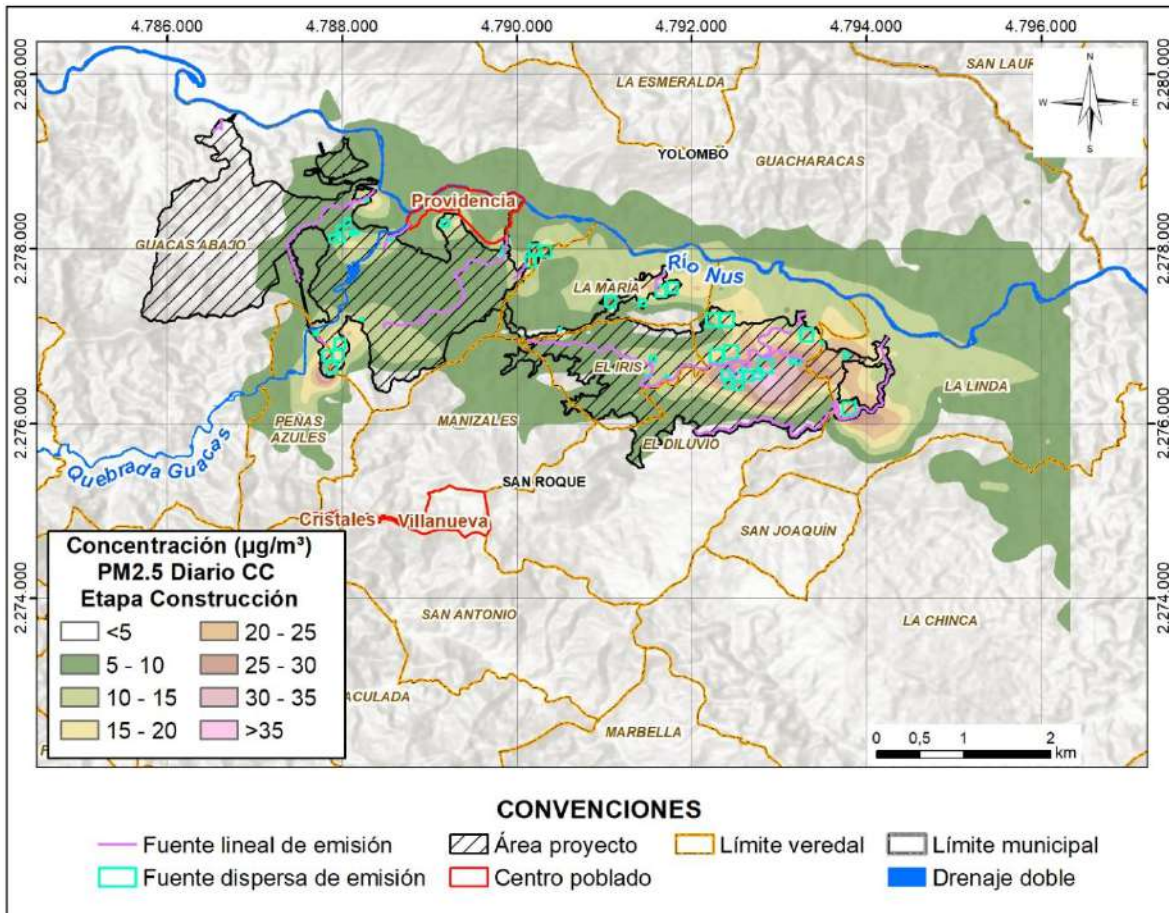 4.786.000 4.788.000 4.790.000 4.792.000 4.794.000 4.796.000
2.280.000 2.280.000
2.278.000 2.278.000
2.276.000 2.276.000
2.274.000 2.274.000
SAN LAUR
N
W E
S
LA ESMERALDA
YOLOMBÓ
GUACHARACAS
Providencia
GUACAS ABAJO
Río Nus
LA MARÍA
EL IRIS
LA LINDA
PEÑAS
AZULES
MANIZALES
EL DILUVIO
Quebrada Guacas
SAN ROQUE
Cristales
Villanueva
SAN JOAQUÍN
SAN ANTONIO
LA CHINCA
ACULADA
MARBELLA
F
Concentración (µg/m³)
PM2.5 Diario CC
Etapa Construcción
<5 20 - 25
5 - 10 25 - 30
10 - 15 30 - 35
15 - 20 >35
0 0,5 1 2
km
CONVENCIONES
Fuente lineal de emisión Área proyecto Límite veredal Límite municipal
Fuente dispersa de emisión Centro poblado Drenaje doble